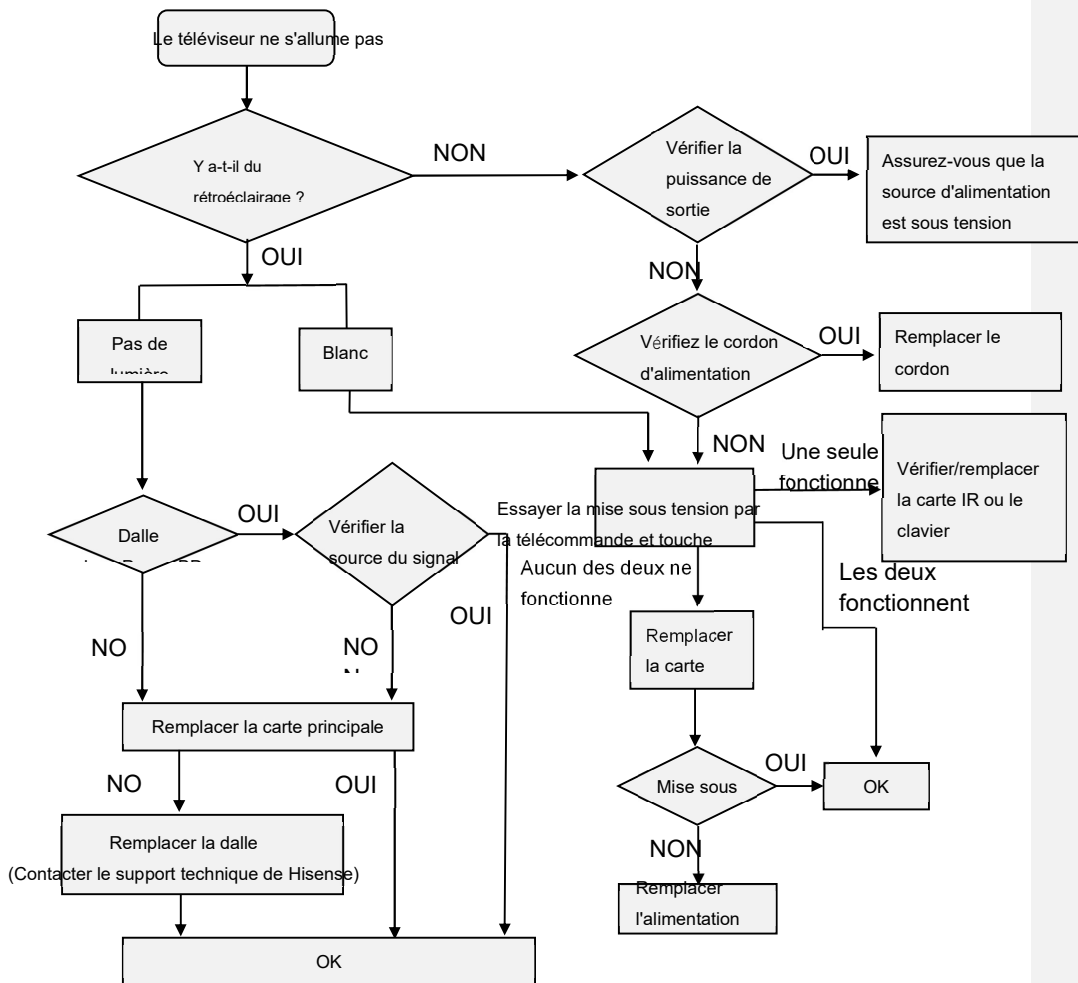 Le téléviseur ne s'allume pas
Y a-t-il du
rétroéclairage ?
NON
Vérifier la
puissance de
sortie
OUI
Assurez-vous que la
source d'alimentation
est sous tension
OUI
NON
Pas de
lumière
Blanc
Vérifiez le cordon
d'alimentation
OUI
Remplacer le
cordon
NON
Une seule
fonctionne
Vérifier/remplacer
la carte IR ou le
clavier
Essayer la mise sous tension par
la télécommande et touche
Dalle
OUI
Vérifier la
source du signal
OUI
Aucun des deux ne
fonctionne
Les deux
fonctionnent
NO
NO
Remplacer
la carte
Remplacer la carte principale
NO
OUI
Mise sous
OUI
OK
Remplacer la dalle
(Contacter le support technique de Hisense)
NON
Remplacer
l'alimentation
OK